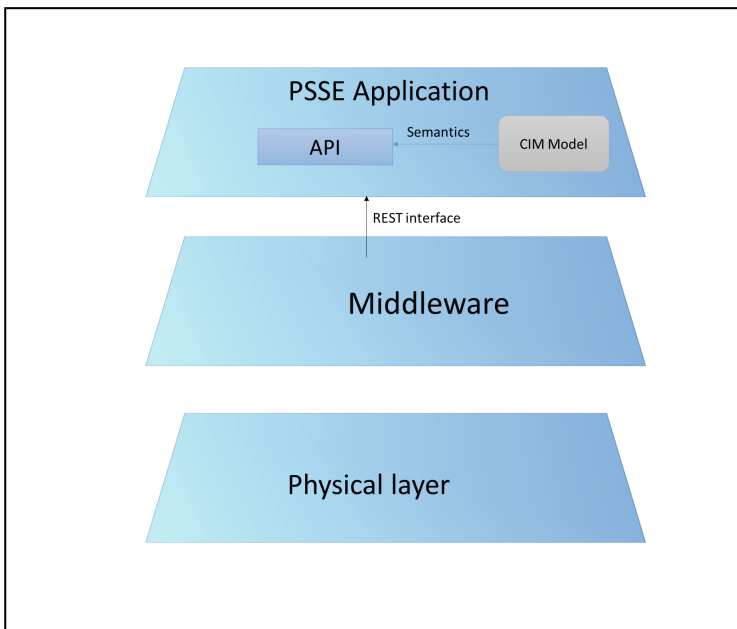 PSSE Application
Semantics
API
CIM Model
REST interface
Middleware
Physical layer